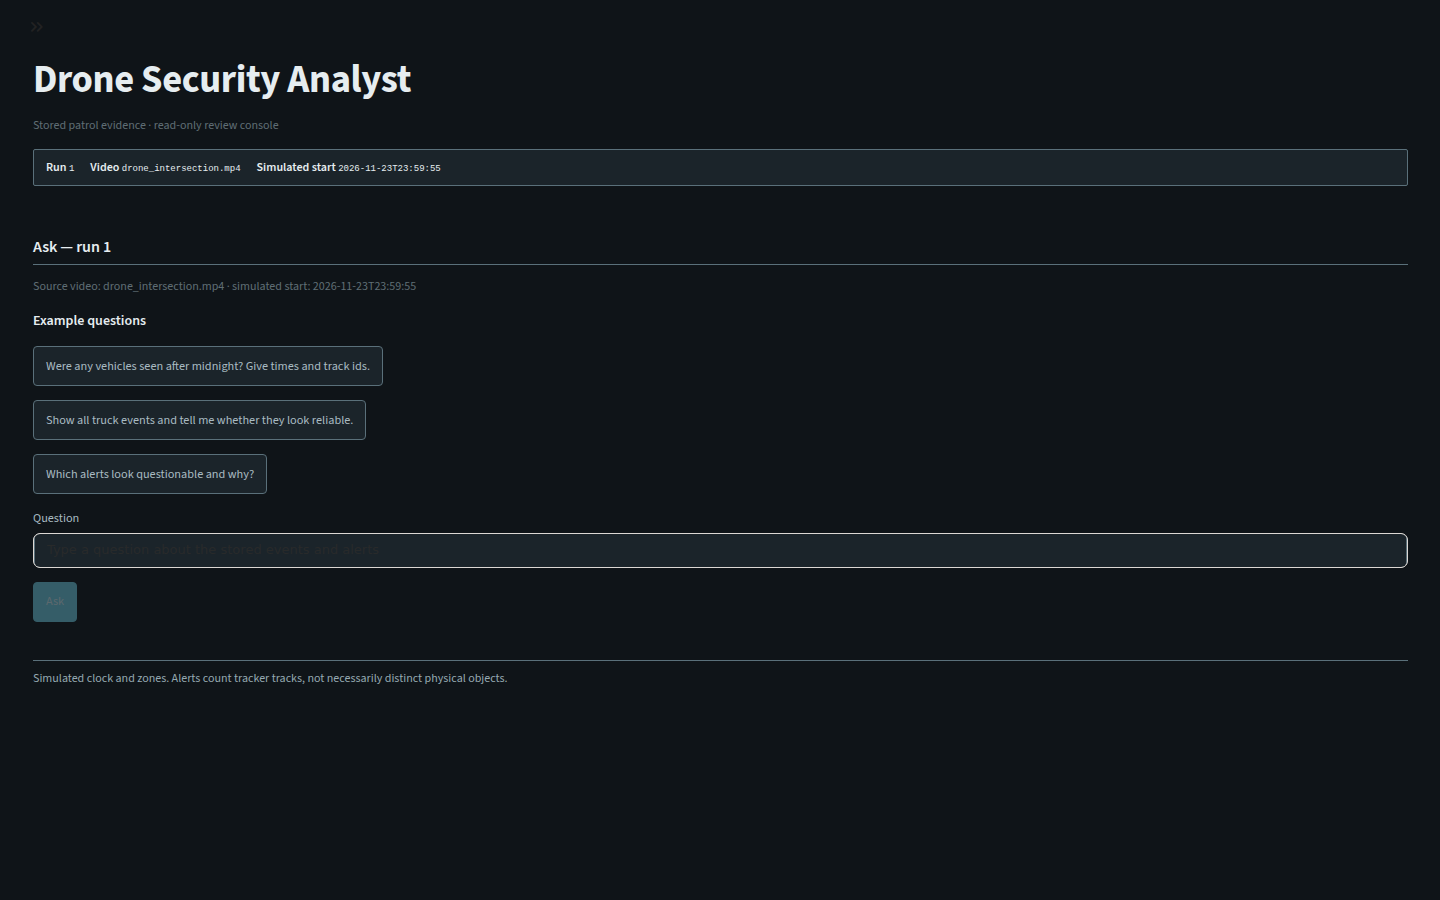 »
Drone Security Analyst
Stored patrol evidence · read-only review console
Run 1 Video drone_intersection.mp4 Simulated start 2026-11-23T23:59:55
Ask — run 1
Source video: drone_intersection.mp4 · simulated start: 2026-11-23T23:59:55
Example questions
Were any vehicles seen after midnight? Give times and track ids.
Show all truck events and tell me whether they look reliable.
Which alerts look questionable and why?
Question
Type a question about the stored events and alerts
Ask
Simulated clock and zones. Alerts count tracker tracks, not necessarily distinct physical objects.